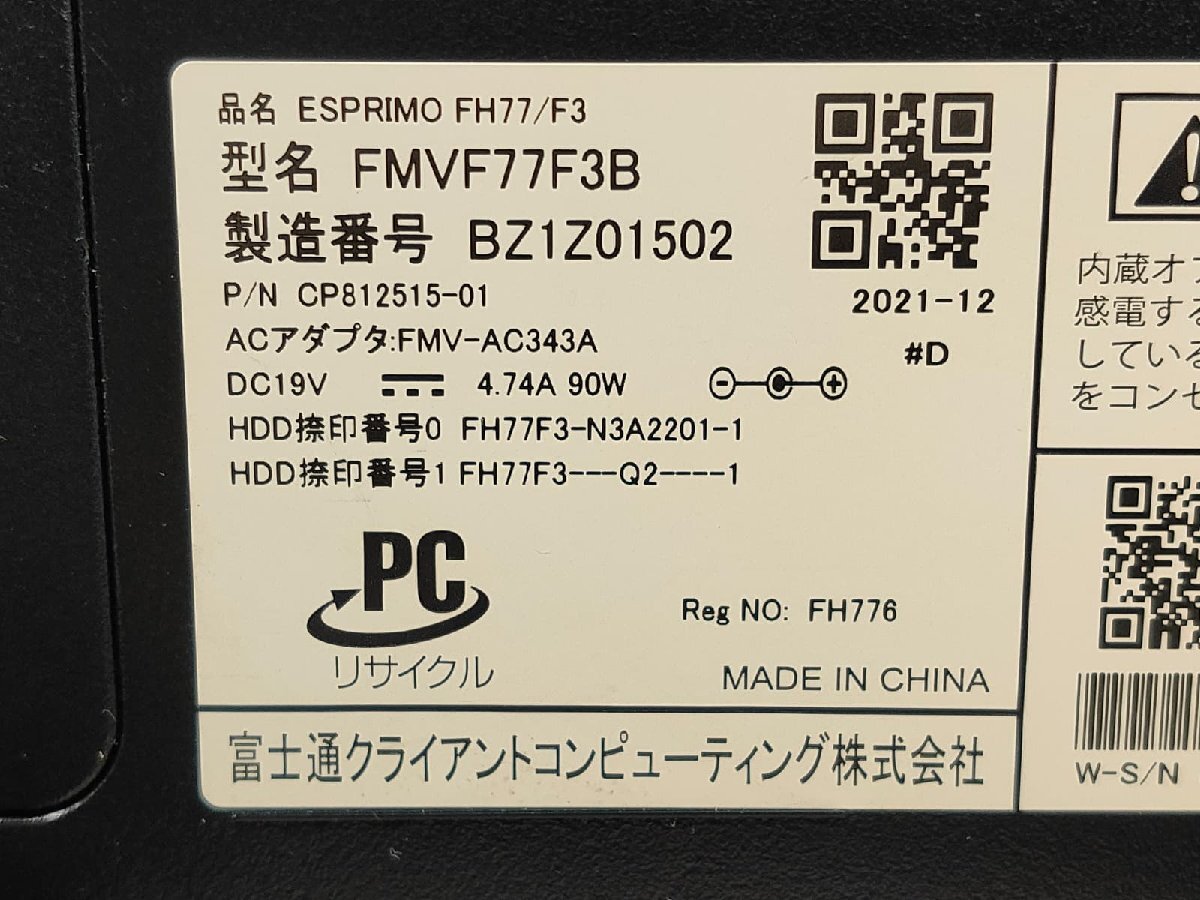 品名 ESPRIMO FH77/F3
型名 FMVF77F3B
製造番号 BZ1Z01502
P/N CP812515-01
2021-12
ACアダプタ:FMV-AC343A
#D
DC19V 4.74A 90W
HDD捺印番号0 FH77F3-N3A2201-1
HDD捺印番号1 FH77F3---Q2----1
PC
リサイクル
Reg NO: FH776
MADE IN CHINA
富士通クライアントコンピューティング株式会社
内蔵オ
感電する
している
をコンセ
W-S/N